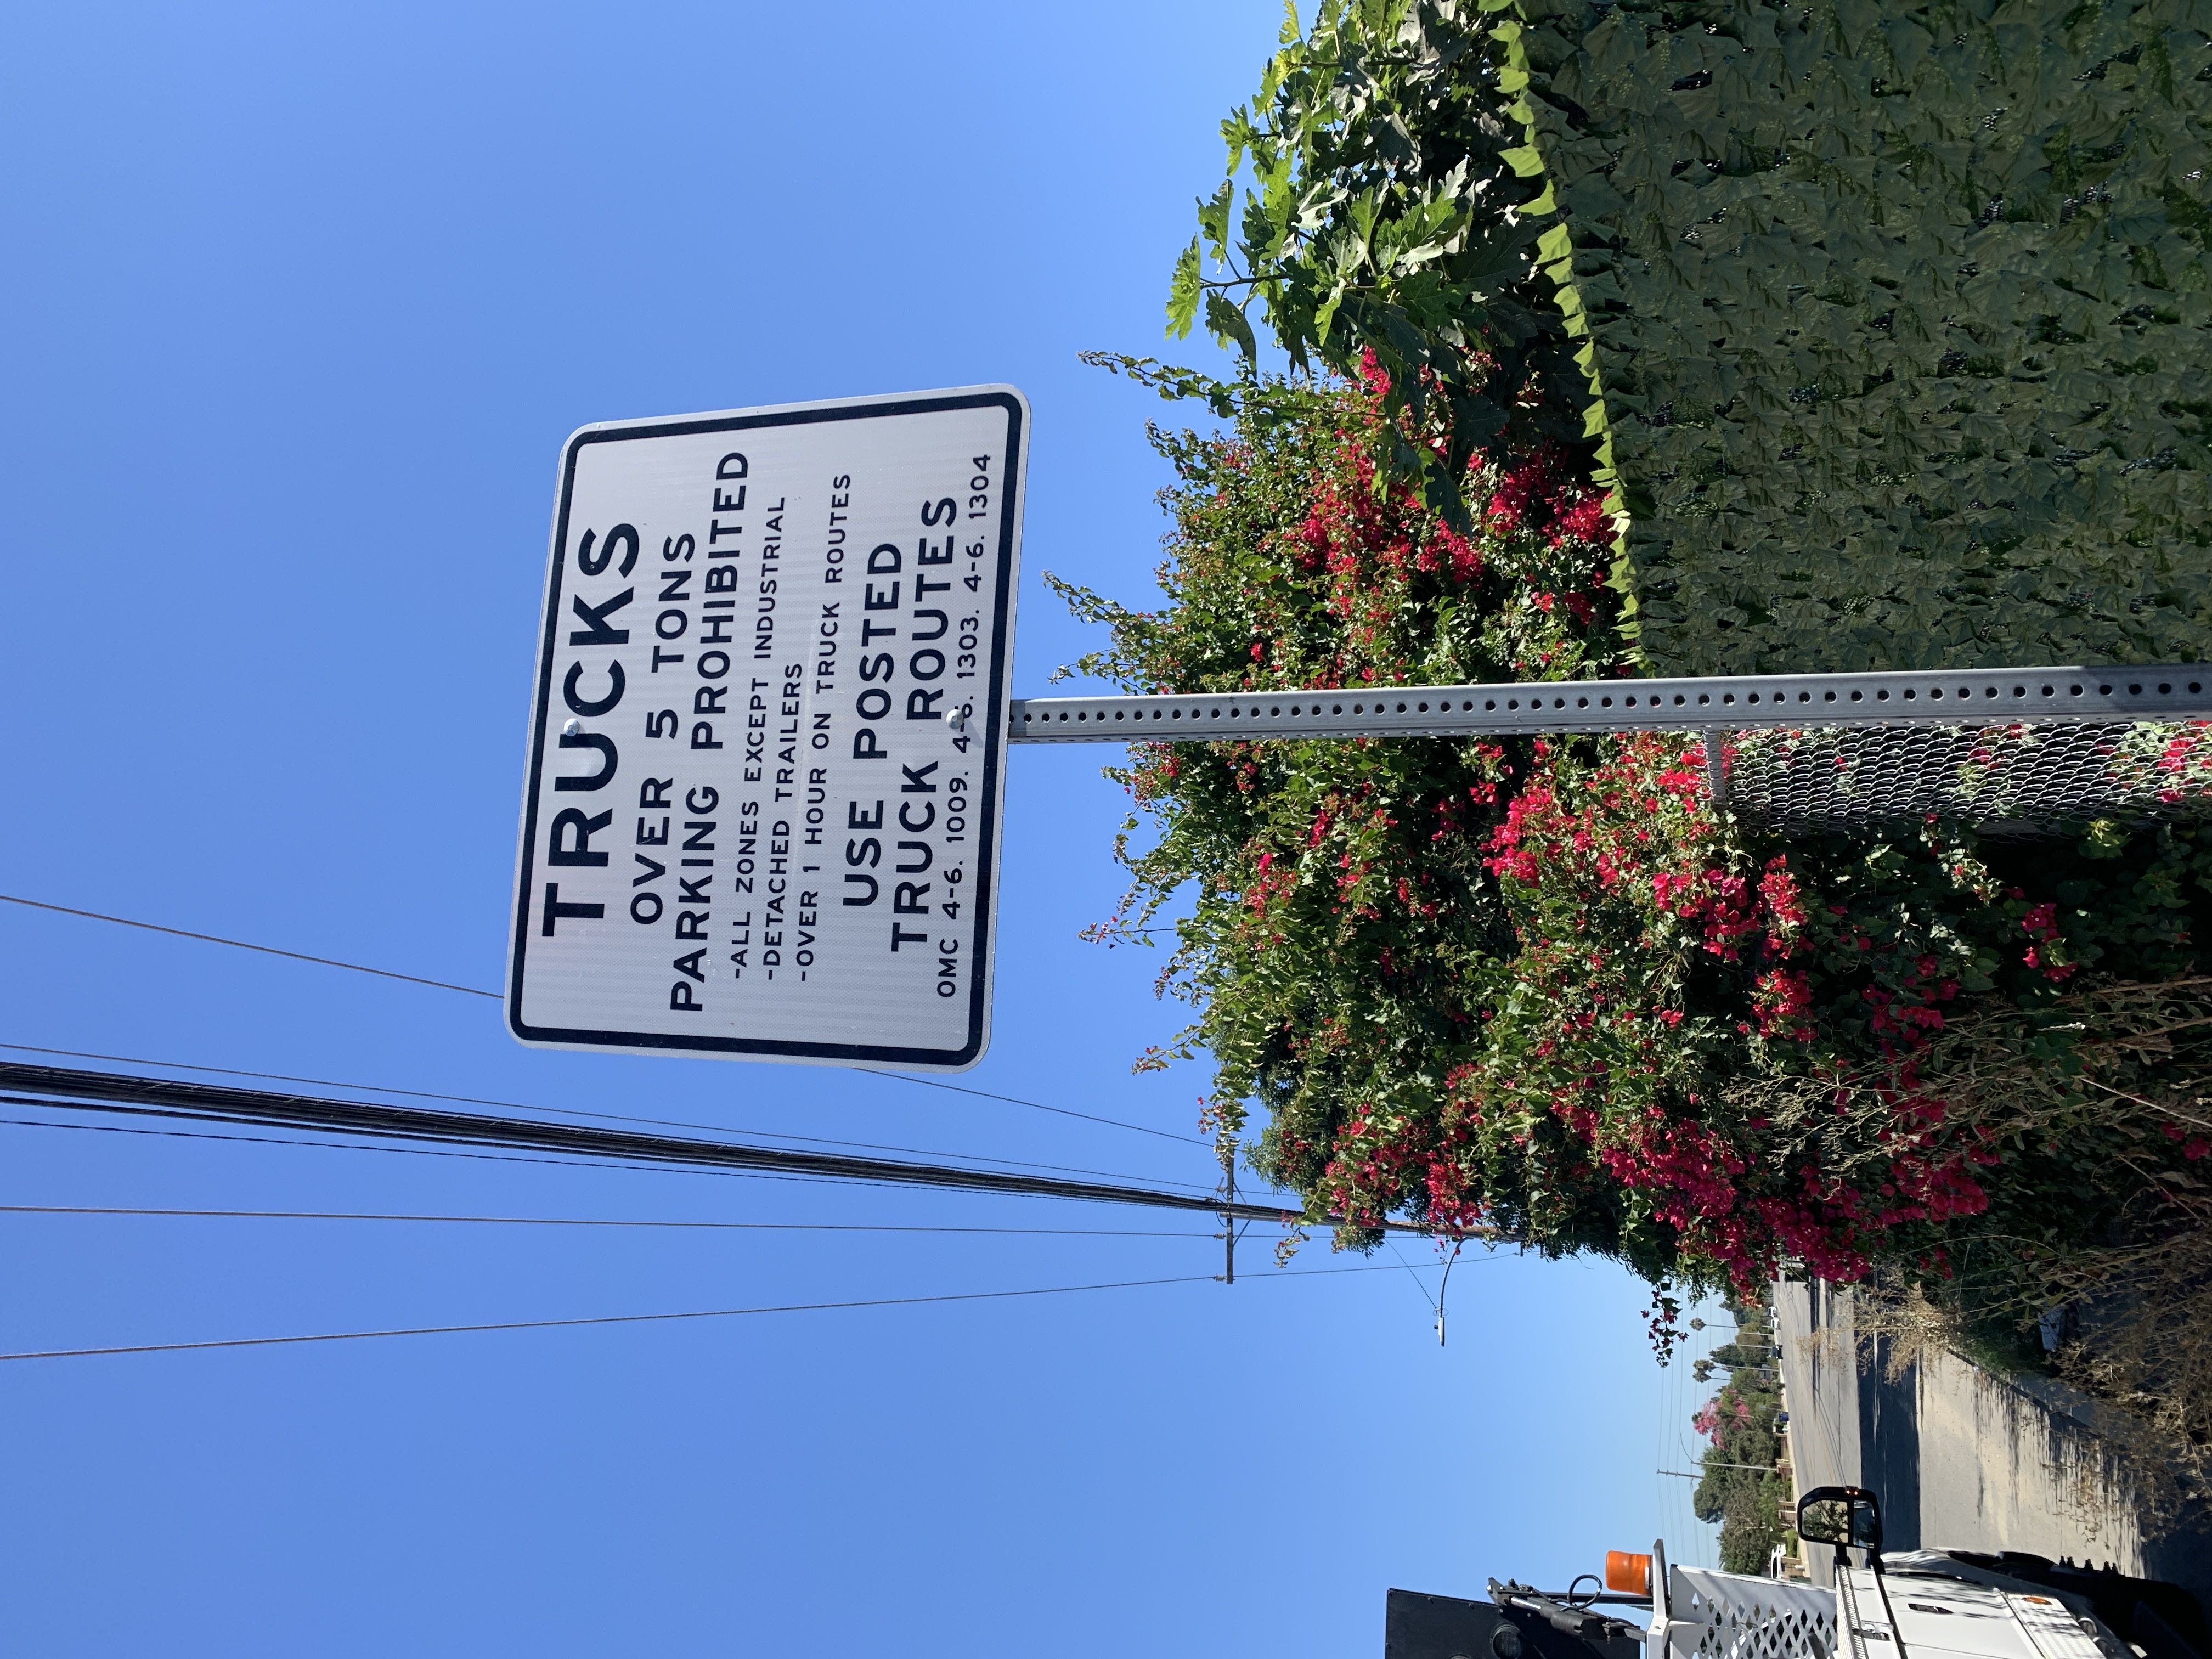 TRUCKS
OVER 5 TONS
PARKING PROHIBITED
-ALL ZONES EXCEPT INDUSTRIAL
-DETACHED TRAILERS
-OVER 1 HOUR ON TRUCK ROUTES
USE POSTED
TRUCK ROUTES
OMC 4-6. 1009. 4-6. 1303. 4-6. 1304